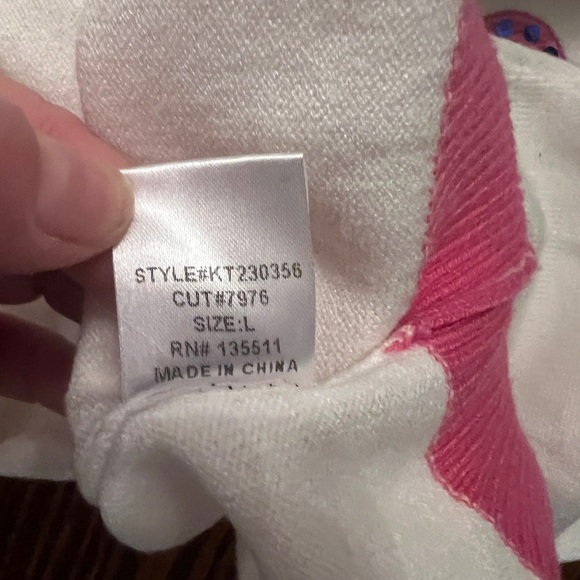 STYLE#KT230356
CUT#7976
SIZE:L
RN# 135511
MADE IN CHINA